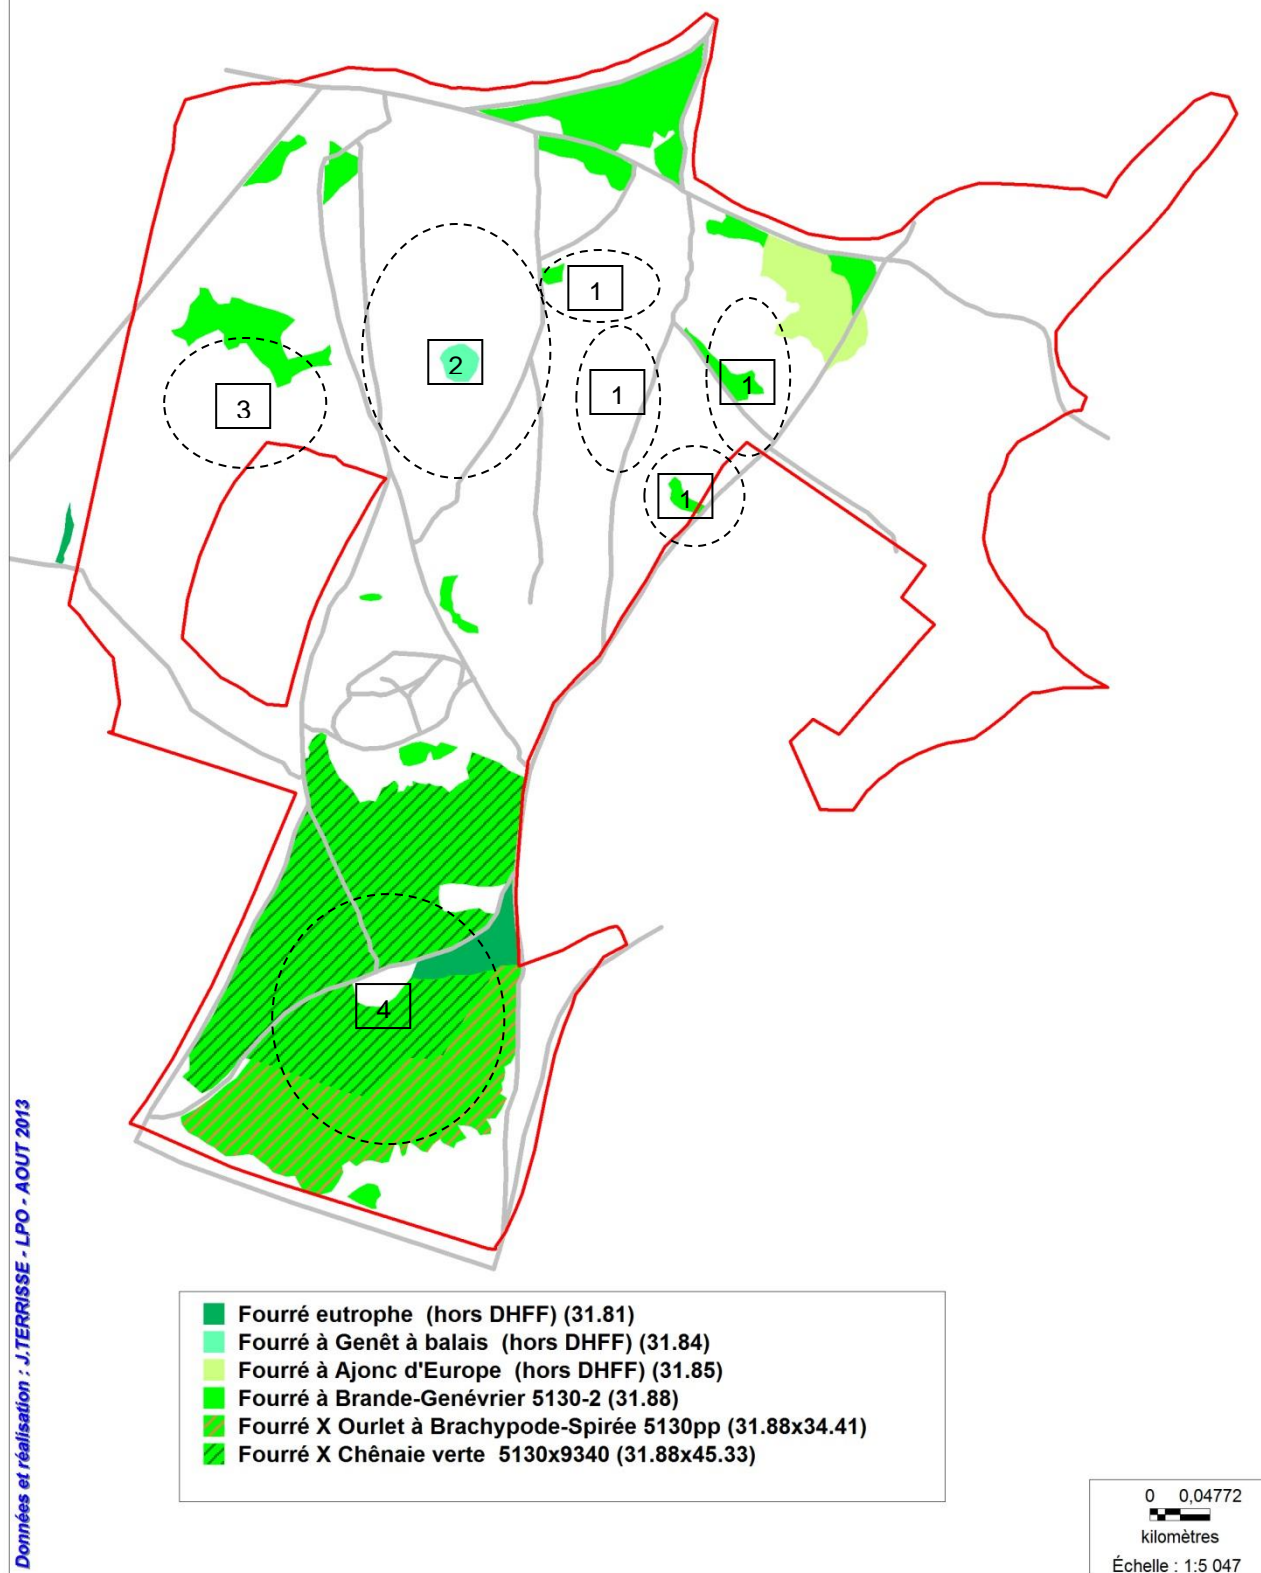 1
2
1
1
3
1
4
Données et réalisation : J.TERRISSE - LPO - AOUT 2013
Fourré eutrophe (hors DHFF) (31.81)
Fourré à Genêt à balais (hors DHFF) (31.84)
Fourré à Ajonc d'Europe (hors DHFF) (31.85)
Fourré à Brande-Genévrier 5130-2 (31.88)
Fourré X Ourlet à Brachypode-Spirée 5130pp (31.88x34.41)
Fourré X Chênaie verte 5130x9340 (31.88x45.33)
0 0,04772
kilomètres
Échelle : 1:5 047